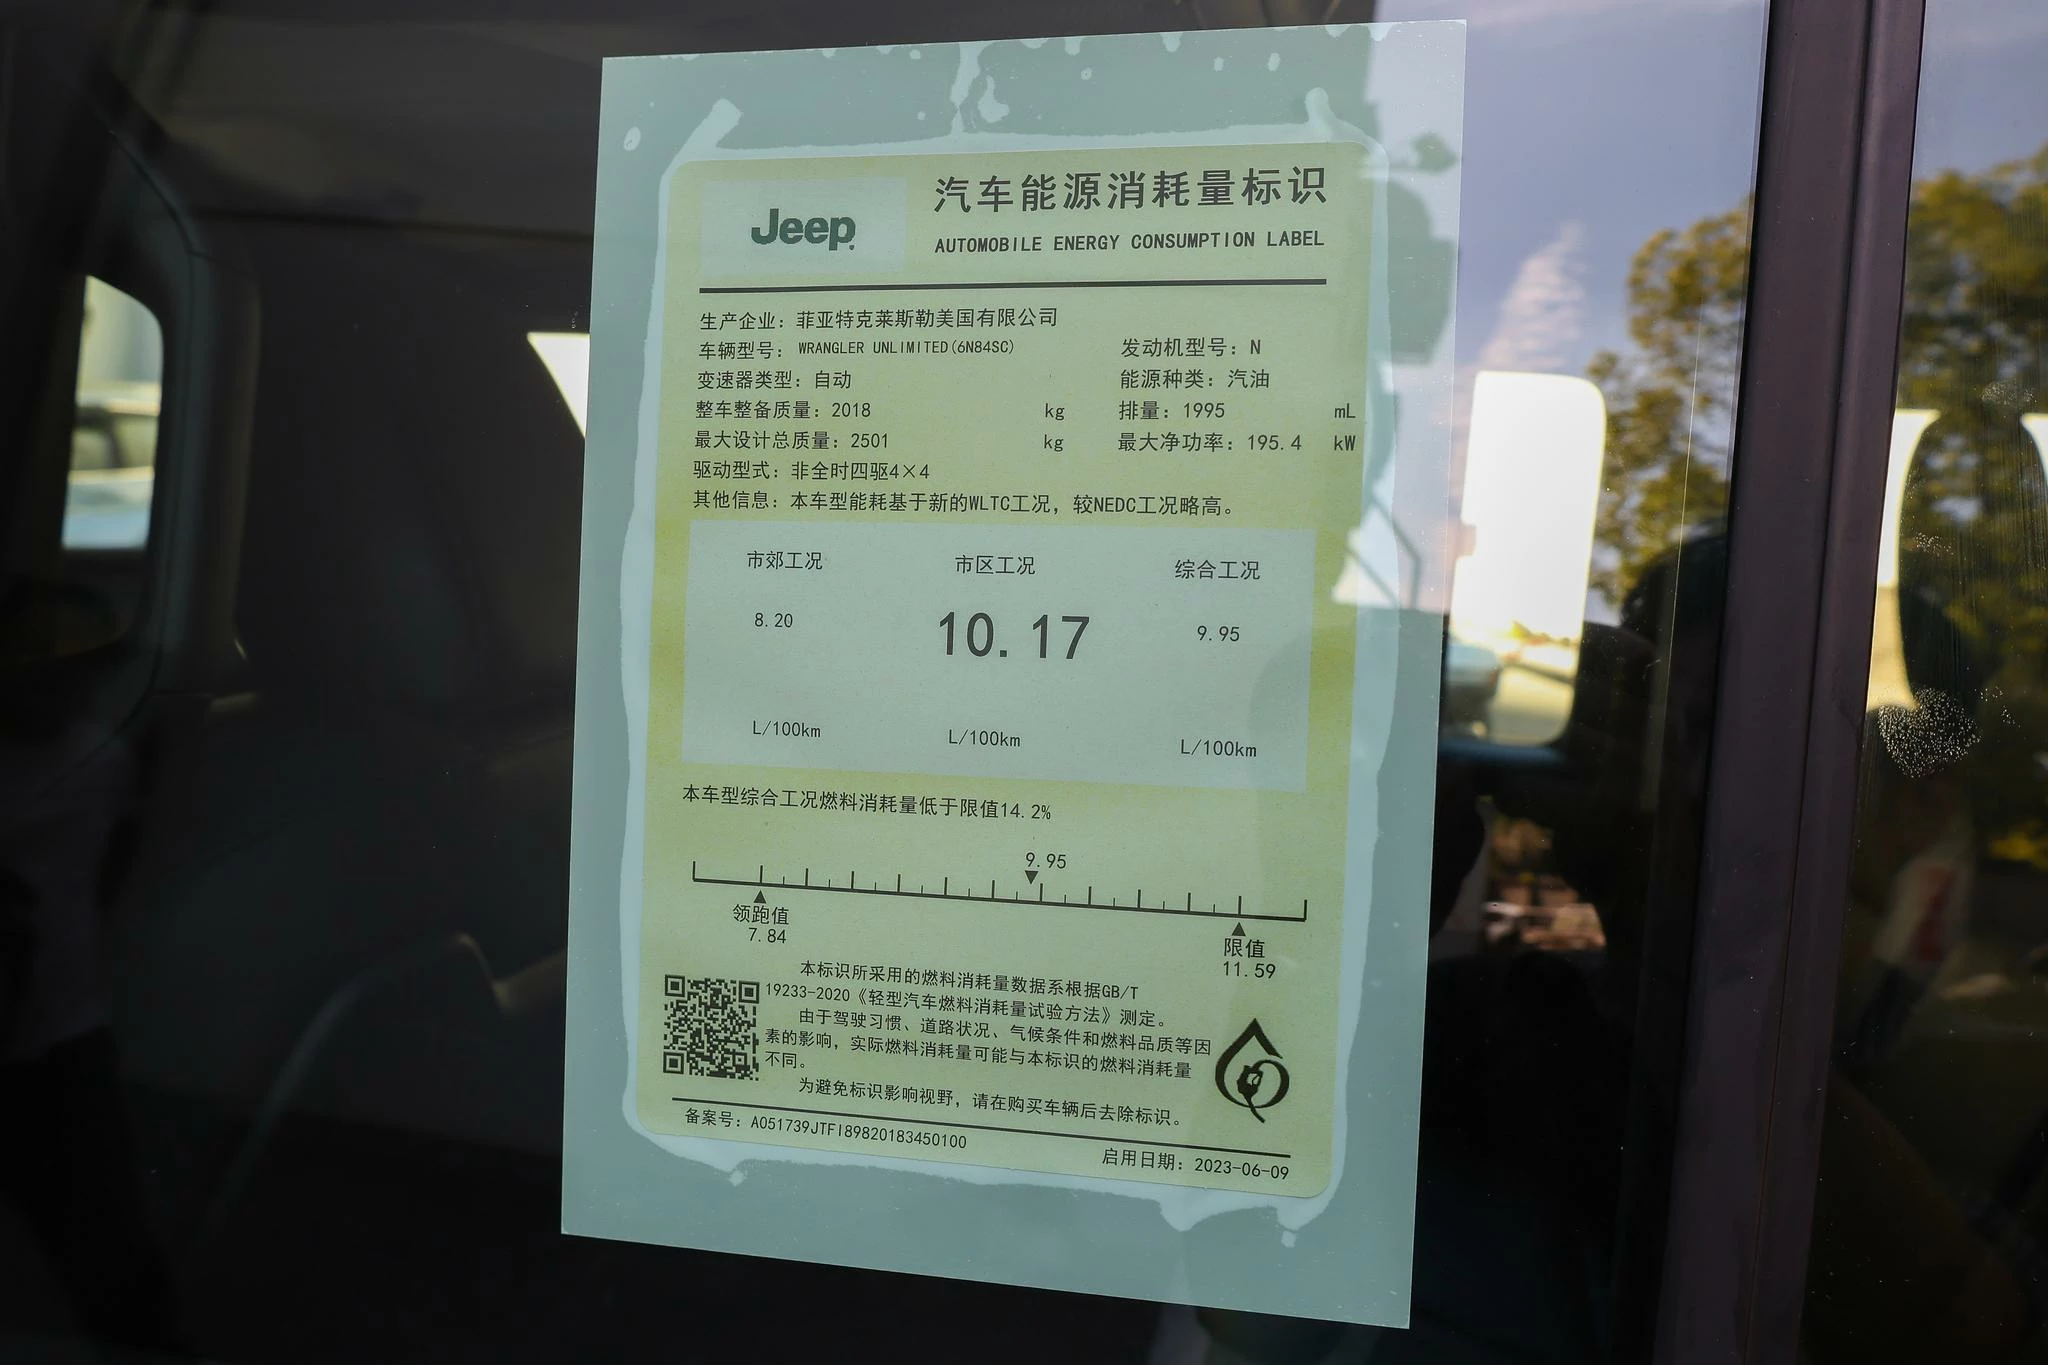 Jeep
汽车能源消耗量标识
AUTOMOBILE ENERGY CONSUMPTION LABEL
生产企业：菲亚特克莱斯勒美国有限公司
车辆型号：WRANGLER UNLIMITED(6N84SC) 发动机型号：N
变速器类型：自动 能源种类：汽油
整车整备质量：2018 kg 排量：1995 mL
最大设计总质量：2501 kg 最大净功率：195.4 kW
驱动型式：非全时四驱4×4
其他信息：本车型能耗基于新的WLTC工况，较NEDC工况略高。
市郊工况 市区工况 综合工况
8.20 10.17 9.95
L/100km L/100km L/100km
本车型综合工况燃料消耗量低于限值14.2%
9.95
领跑值 限值
7.84 11.59
本标识所采用的燃料消耗量数据系根据GB/T
19233-2020《轻型汽车燃料消耗量试验方法》测定。
由于驾驶习惯、道路状况、气候条件和燃料品质等因
素的影响，实际燃料消耗量可能与本标识的燃料消耗量
不同。
为避免标识影响视野，请在购买车辆后去除标识。
备案号：A051739JTFI89820183450100
启用日期：2023-06-09